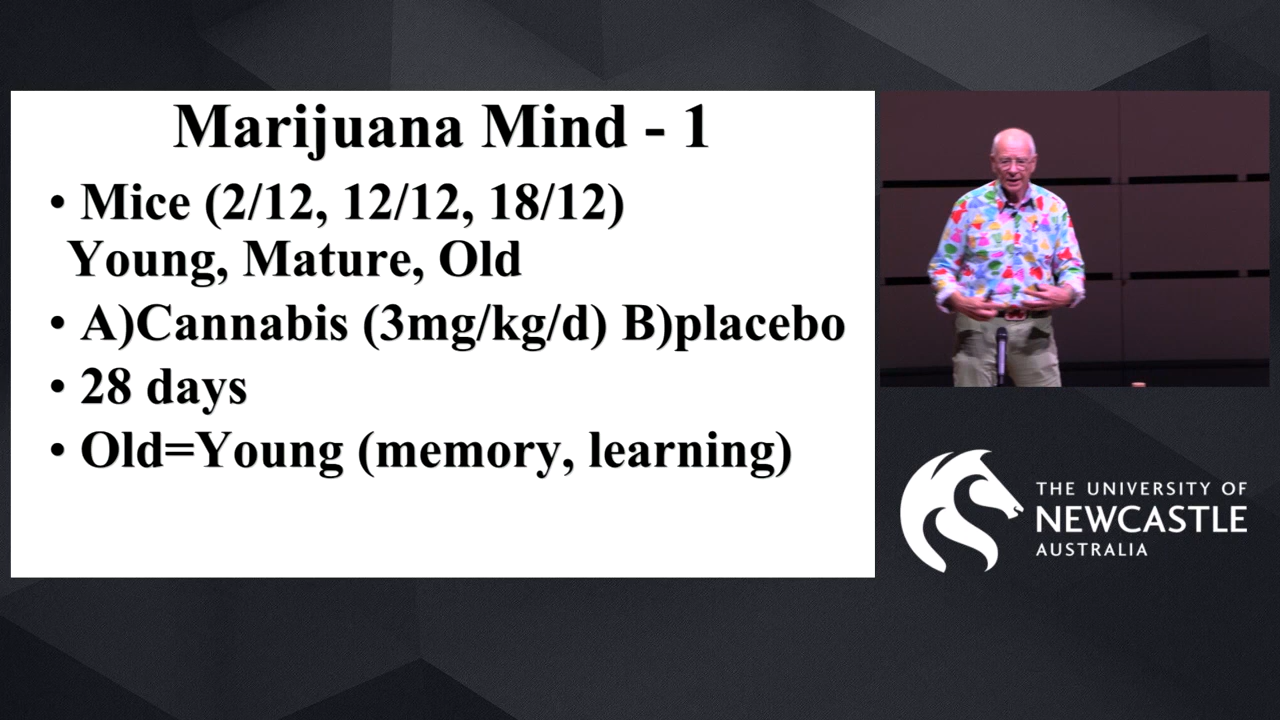 Marijuana Mind - 1
• Mice (2/12, 12/12, 18/12)
Young, Mature, Old
• A)Cannabis (3mg/kg/d) B)placebo
• 28 days
• Old=Young (memory, learning)
THE UNIVERSITY OF
NEWCASTLE
AUSTRALIA